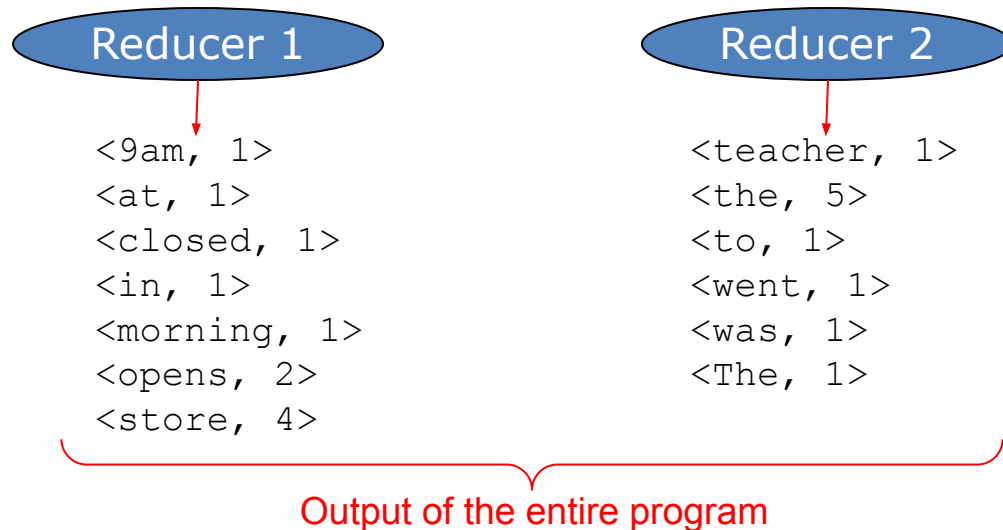 Reducer 1
<9am, 1>
<at, 1>
<closed, 1>
<in, 1>
<morning, 1>
<opens, 2>
<store, 4>
Reducer 2
<teacher, 1>
<the, 5>
<to, 1>
<went, 1>
<was, 1>
<The, 1>
Output of the entire program